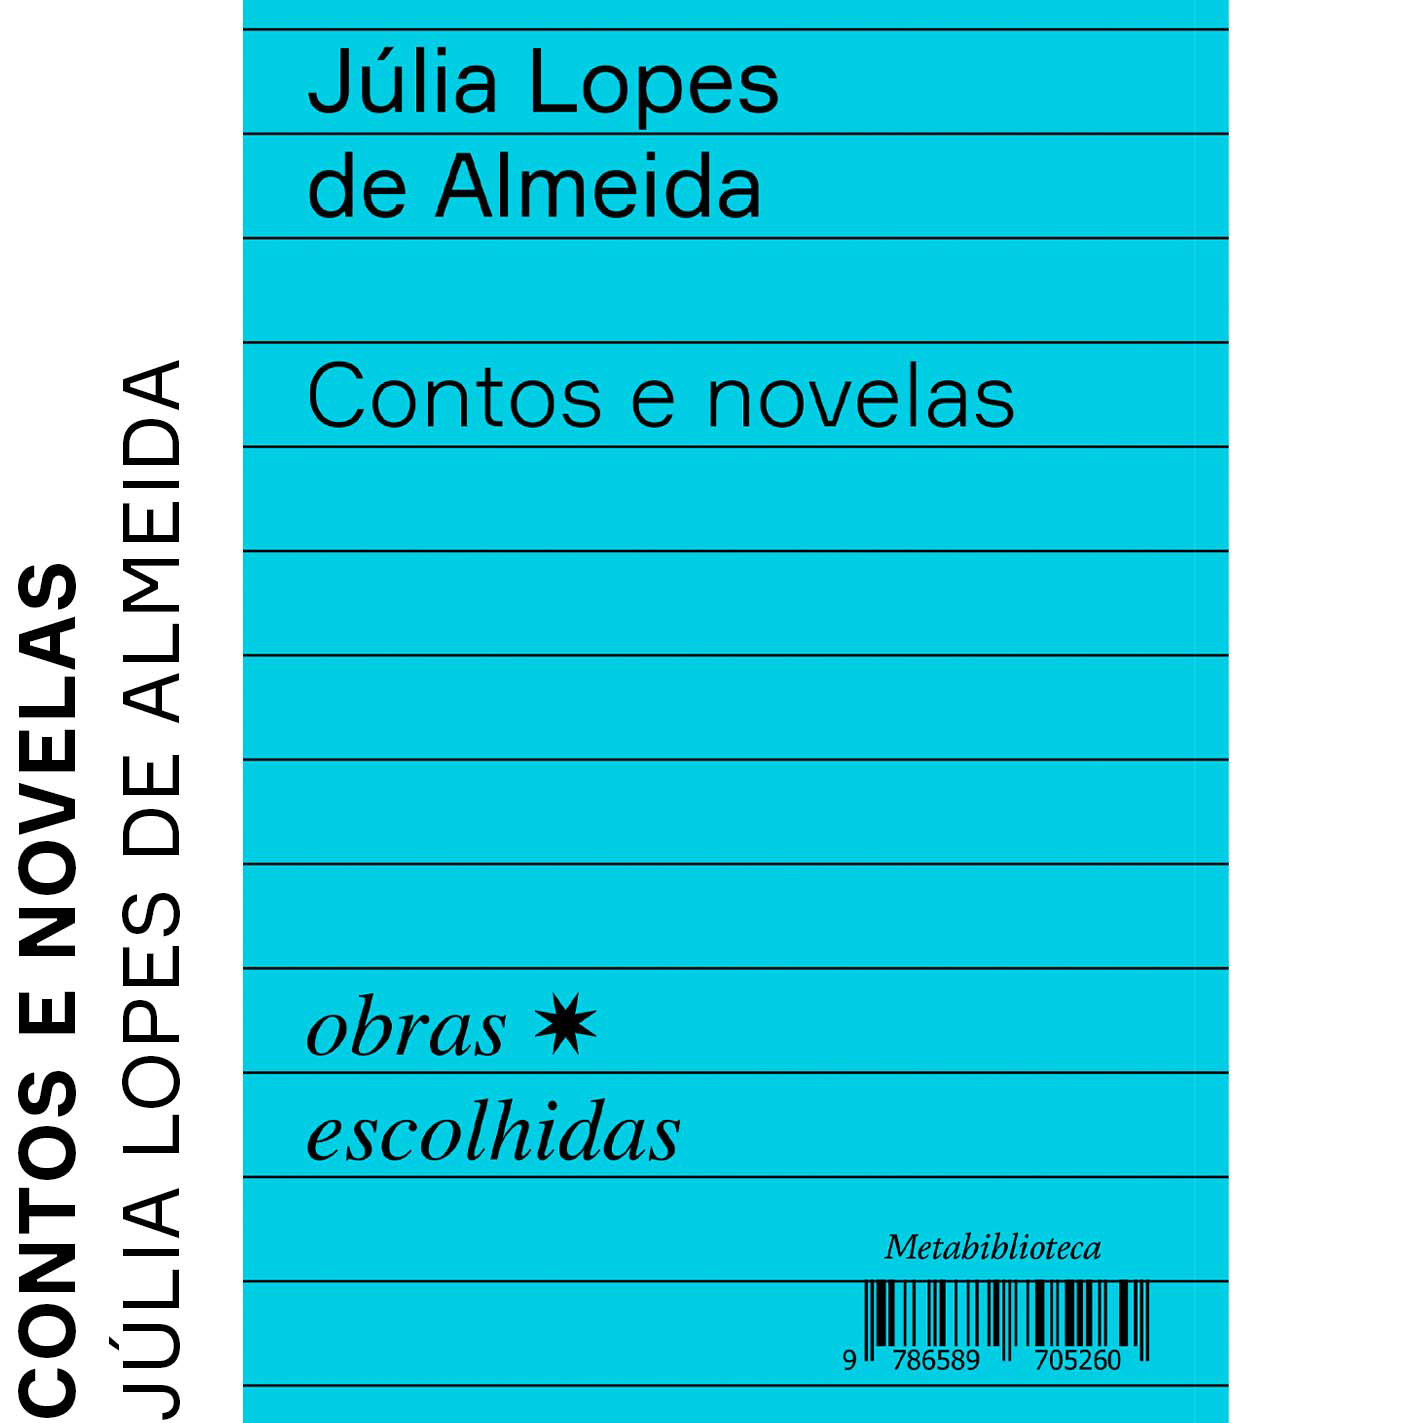 CONTOS E NOVELAS
JÚLIA LOPES DE ALMEIDA
Júlia Lopes
de Almeida
Contos e novelas
obras
escolhidas
Metabiblioteca
9 786589 705260